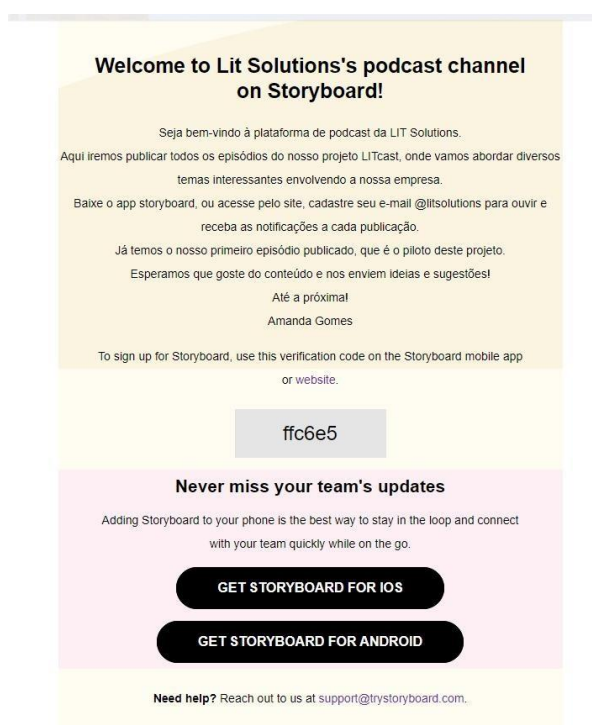 Welcome to Lit Solutions's podcast channel
on Storyboard!
Seja bem-vindo à plataforma de podcast da LIT Solutions.
Aqui iremos publicar todos os episódios do nosso projeto LITcast, onde vamos abordar diversos
temas interessantes envolvendo a nossa empresa.
Baixe o app storyboard, ou acesse pelo site, cadastre seu e-mail @litsolutions para ouvir e
receba as notificações a cada publicação.
Já temos o nosso primeiro episódio publicado, que é o piloto deste projeto.
Esperamos que goste do conteúdo e nos enviem ideias e sugestões!
Até a próxima!
Amanda Gomes
To sign up for Storyboard, use this verification code on the Storyboard mobile app
or website.
ffc6e5
Never miss your team's updates
Adding Storyboard to your phone is the best way to stay in the loop and connect
with your team quickly while on the go.
GET STORYBOARD FOR IOS
GET STORYBOARD FOR ANDROID
Need help? Reach out to us at support@trystoryboard.com.